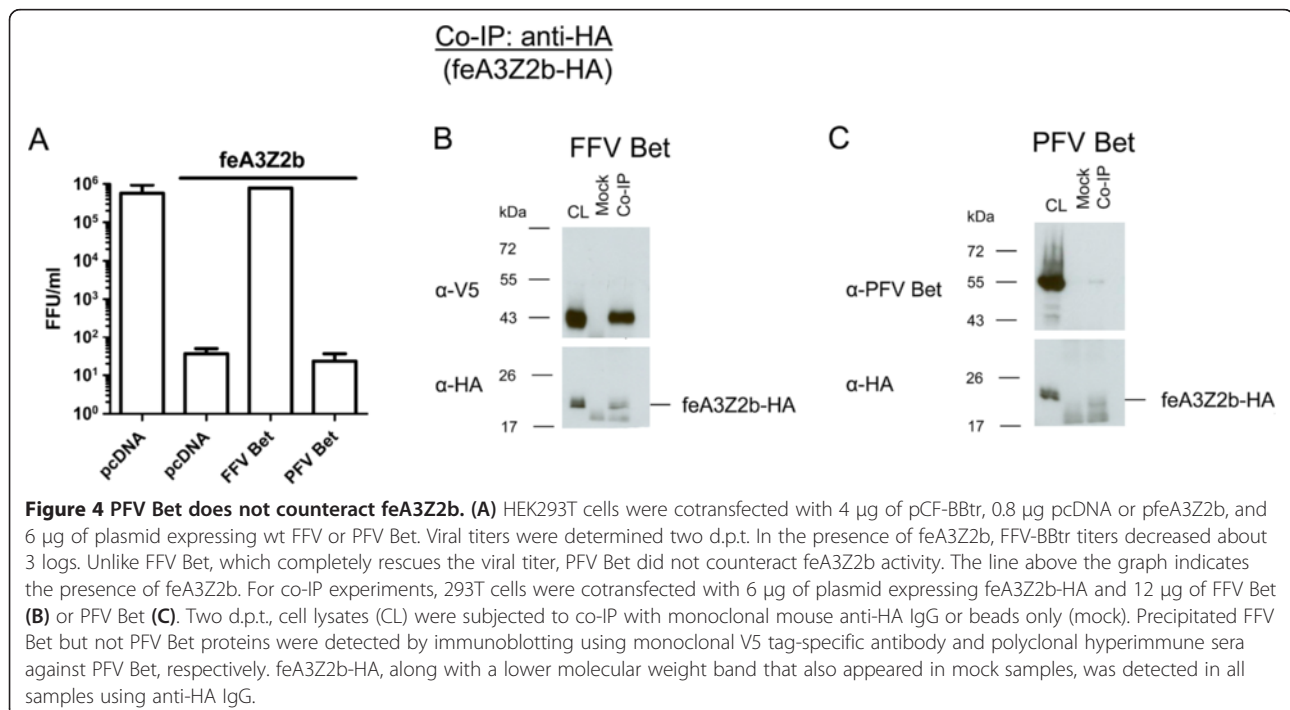 Co-IP: anti-HA
(feA3Z2b-HA)
A
feA3Z2b
FFU/ml
10⁶
10⁵
10⁴
10³
10²
10¹
10⁰
pcDNA
pcDNA
FFV Bet
PFV Bet
B
FFV Bet
kDa
CL
Mock
Co-IP
72
55
α-V5
43
26
α-HA
feA3Z2b-HA
17
C
PFV Bet
kDa
CL
Mock
Co-IP
72
α-PFV Bet
55
43
26
α-HA
feA3Z2b-HA
17
Figure 4 PFV Bet does not counteract feA3Z2b. (A) HEK293T cells were cotransfected with 4 μg of pCF-BBtr, 0.8 μg pcDNA or pfeA3Z2b, and
6 μg of plasmid expressing wt FFV or PFV Bet. Viral titers were determined two d.p.t. In the presence of feA3Z2b, FFV-BBtr titers decreased about
3 logs. Unlike FFV Bet, which completely rescues the viral titer, PFV Bet did not counteract feA3Z2b activity. The line above the graph indicates
the presence of feA3Z2b. For co-IP experiments, 293T cells were cotransfected with 6 μg of plasmid expressing feA3Z2b-HA and 12 μg of FFV Bet
(B) or PFV Bet (C). Two d.p.t., cell lysates (CL) were subjected to co-IP with monoclonal mouse anti-HA IgG or beads only (mock). Precipitated FFV
Bet but not PFV Bet proteins were detected by immunoblotting using monoclonal V5 tag-specific antibody and polyclonal hyperimmune sera
against PFV Bet, respectively. feA3Z2b-HA, along with a lower molecular weight band that also appeared in mock samples, was detected in all
samples using anti-HA IgG.